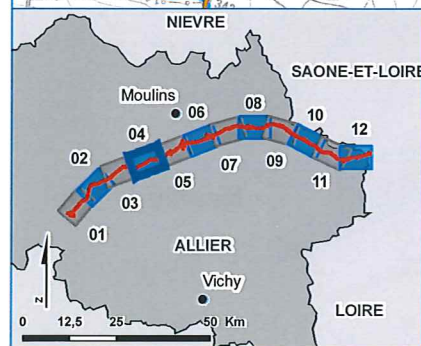 NIEVRE
SAONE-ET-LOIRE
Moulins
06
08
10
12
04
02
07
09
05
11
03
01
ALLIER
Vichy
LOIRE
N
0 12,5 25 50 Km